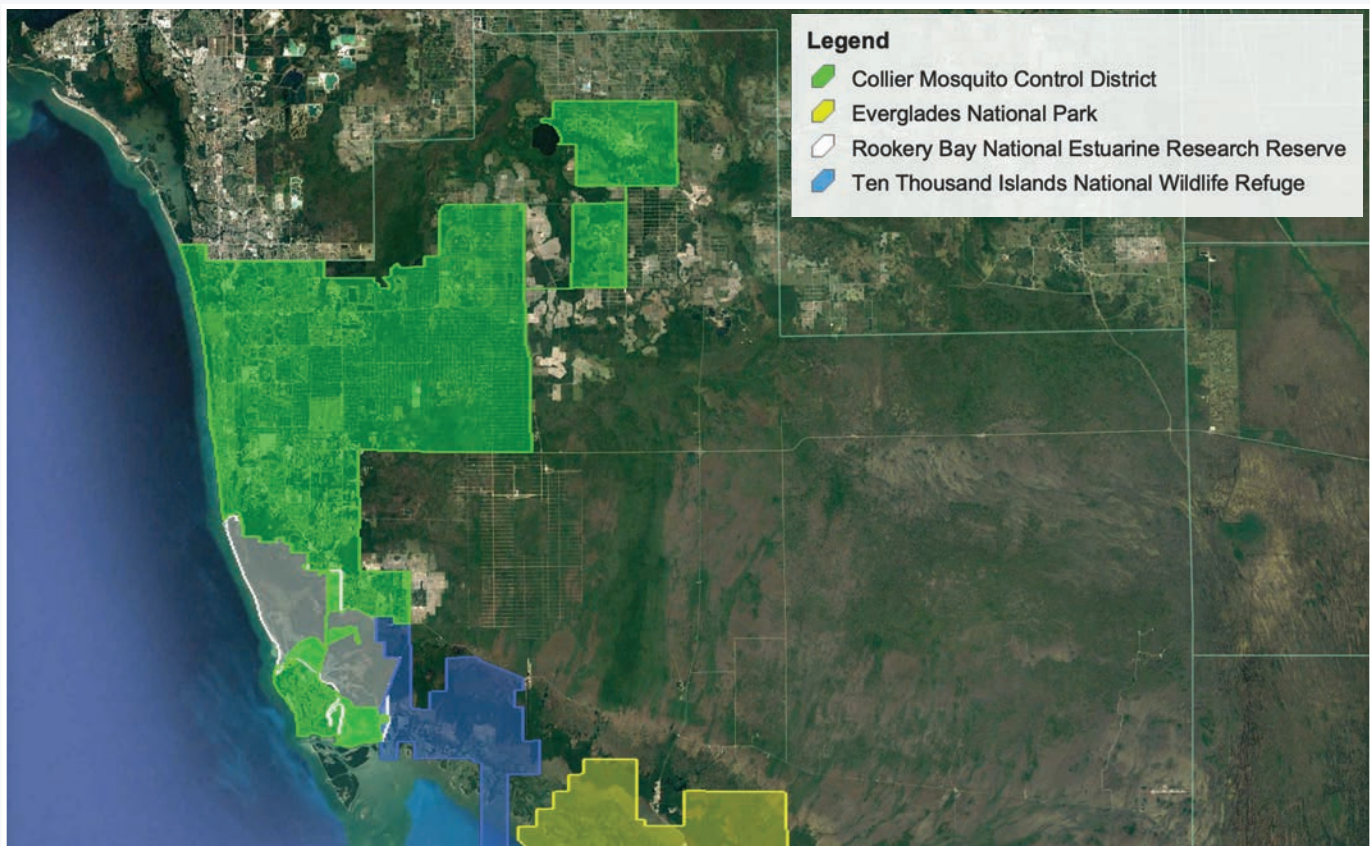 Legend
Collier Mosquito Control District
Everglades National Park
Rookery Bay National Estuarine Research Reserve
Ten Thousand Islands National Wildlife Refuge